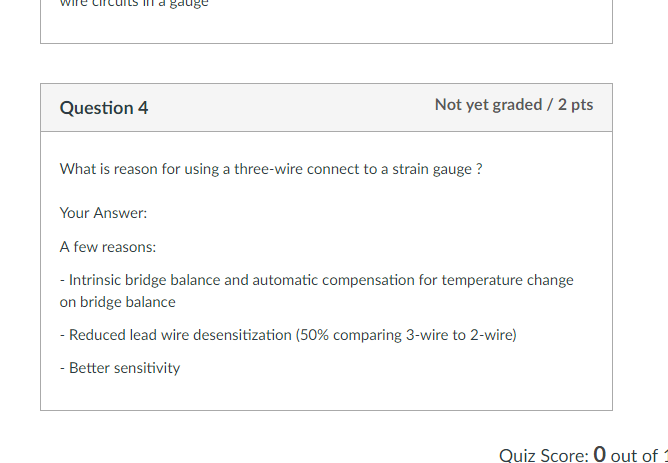 wire circuits in a gauge
Question 4
Not yet graded / 2 pts
What is reason for using a three-wire connect to a strain gauge ?
Your Answer:
A few reasons:
- Intrinsic bridge balance and automatic compensation for temperature change
on bridge balance
- Reduced lead wire desensitization (50% comparing 3-wire to 2-wire)
- Better sensitivity
Quiz Score: 0 out of